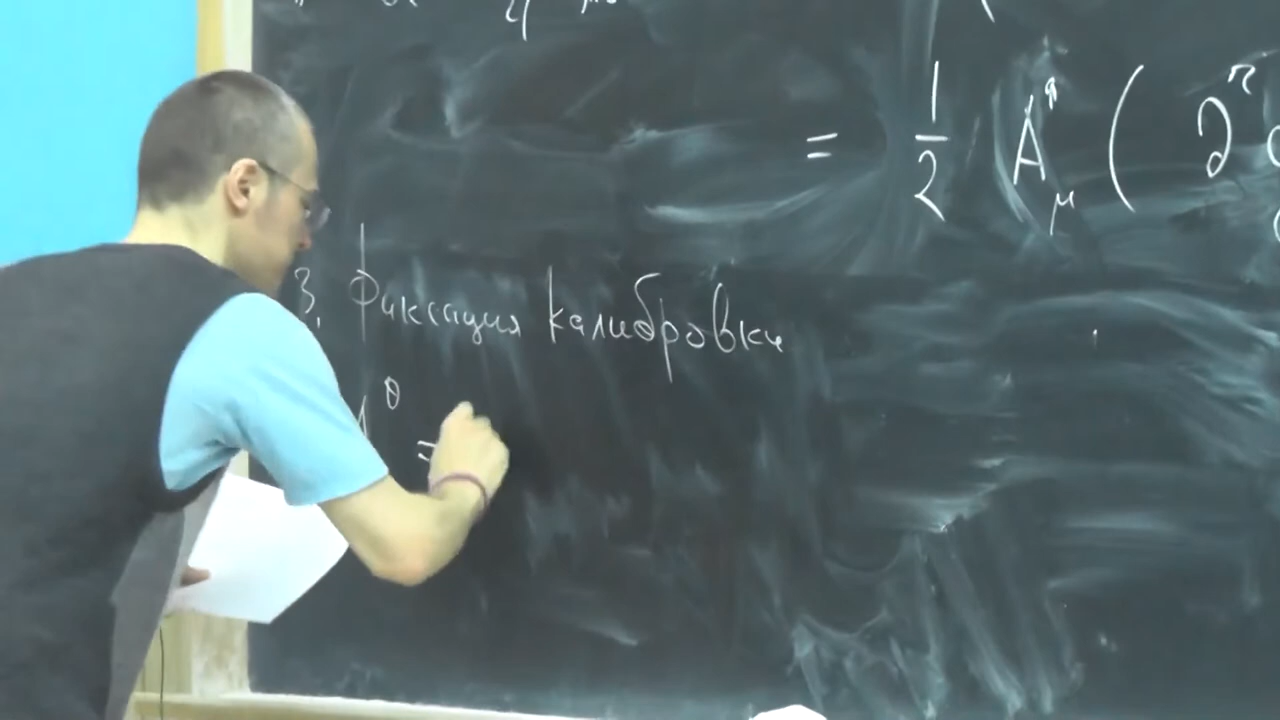 = 1/2 A^a_μ ( ∂^2
3. Фиксация калибровки
A^θ =